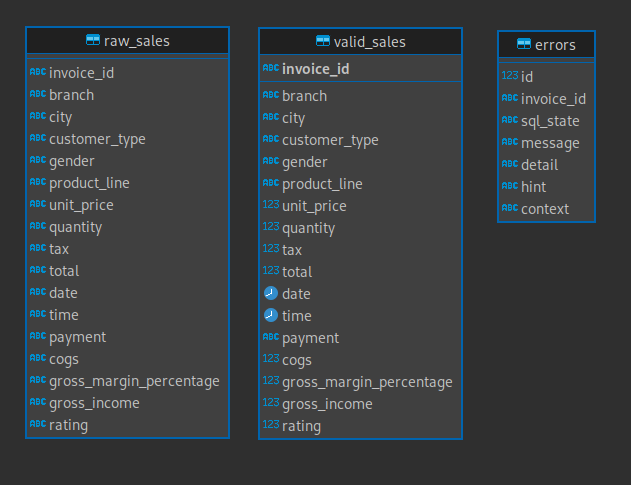 raw_sales
ABC invoice_id
ABC branch
ABC city
ABC customer_type
ABC gender
ABC product_line
ABC unit_price
ABC quantity
ABC tax
ABC total
ABC date
ABC time
ABC payment
ABC cogs
ABC gross_margin_percentage
ABC gross_income
ABC rating
valid_sales
ABC invoice_id
ABC branch
ABC city
ABC customer_type
ABC gender
ABC product_line
123 unit_price
123 quantity
123 tax
123 total
date
time
ABC payment
123 cogs
123 gross_margin_percentage
123 gross_income
123 rating
errors
123 id
ABC invoice_id
ABC sql_state
ABC message
ABC detail
ABC hint
ABC context